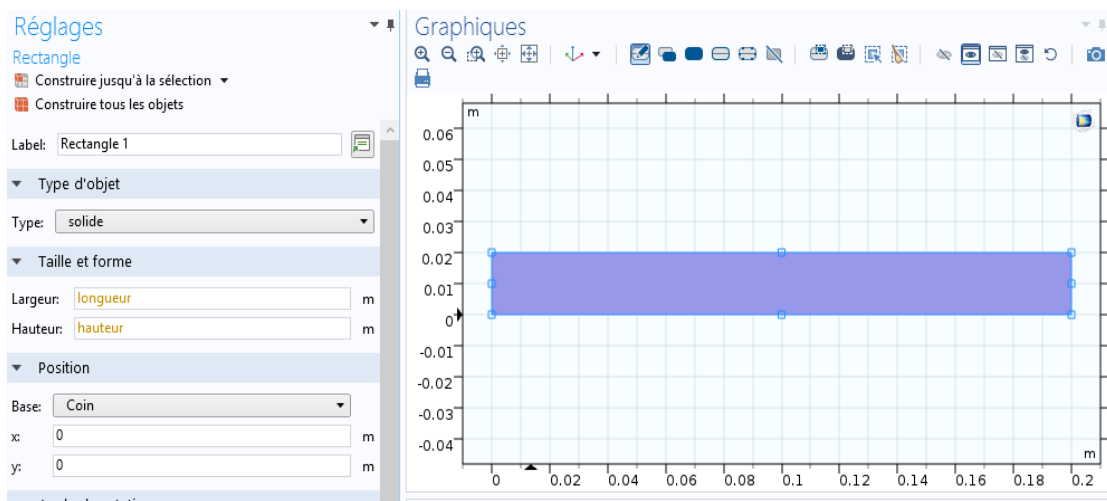 Réglages
Rectangle
Construire jusqu'à la sélection
Construire tous les objets
Label: Rectangle 1
Type d'objet
Type: solide
Taille et forme
Largeur: longueur m
Hauteur: hauteur m
Position
Base: Coin
x: 0 m
y: 0 m
Graphiques
m
0.06
0.05
0.04
0.03
0.02
0.01
0
-0.01
-0.02
-0.03
-0.04
m
0 0.02 0.04 0.06 0.08 0.1 0.12 0.14 0.16 0.18 0.2